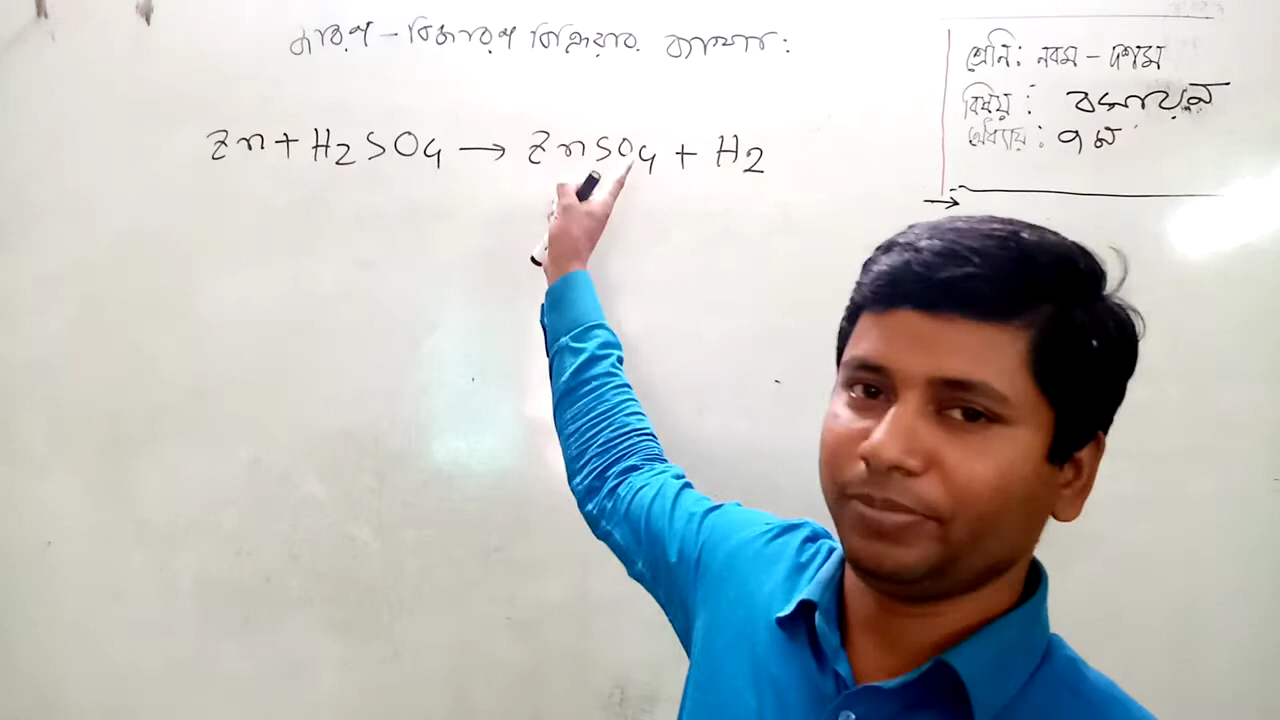 জারণ - বিজারণ বিক্রিয়ার ব্যাখ্যা:
Zn + H2SO4 → ZnSO4 + H2
শ্রেনি: নবম - দশম
বিষয়: রসায়ন
অধ্যায়: ৭ম